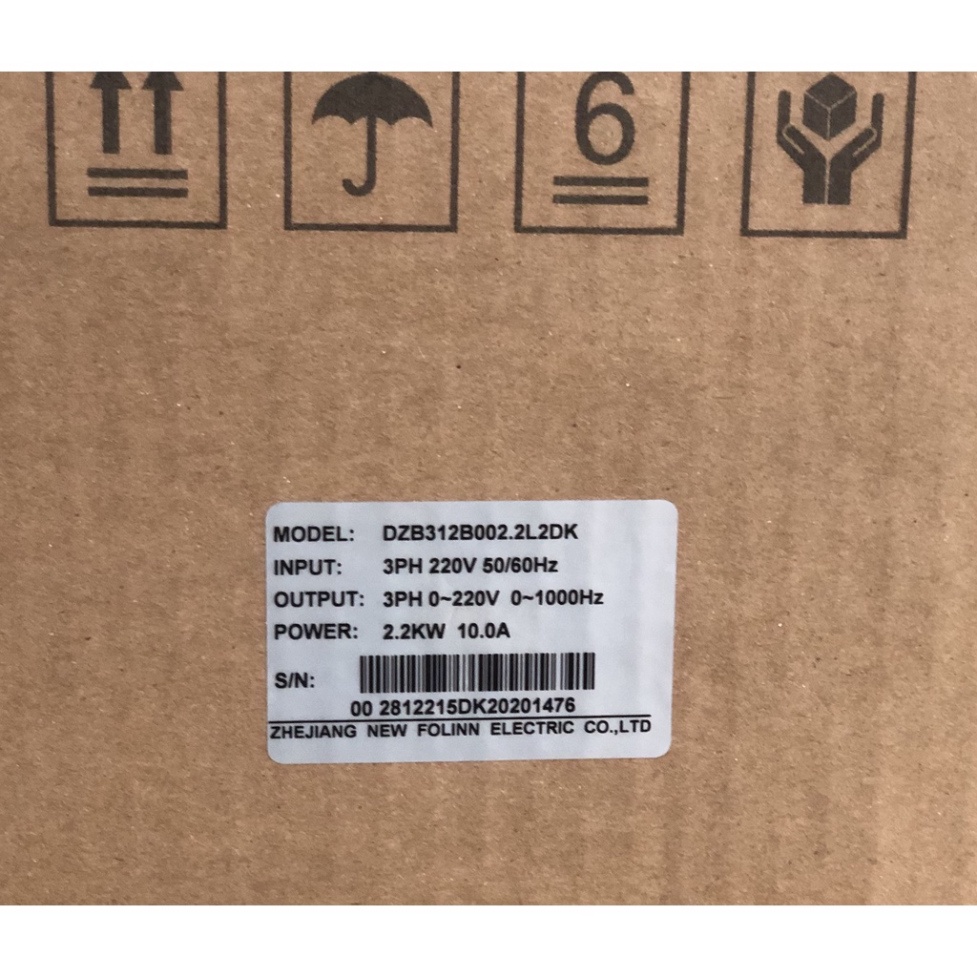 6
MODEL: DZB312B002.2L2DK
INPUT: 3PH 220V 50/60Hz
OUTPUT: 3PH 0~220V 0~1000Hz
POWER: 2.2KW 10.0A
S/N:
00 2812215DK20201476
ZHEJIANG NEW FOLINN ELECTRIC CO.,LTD